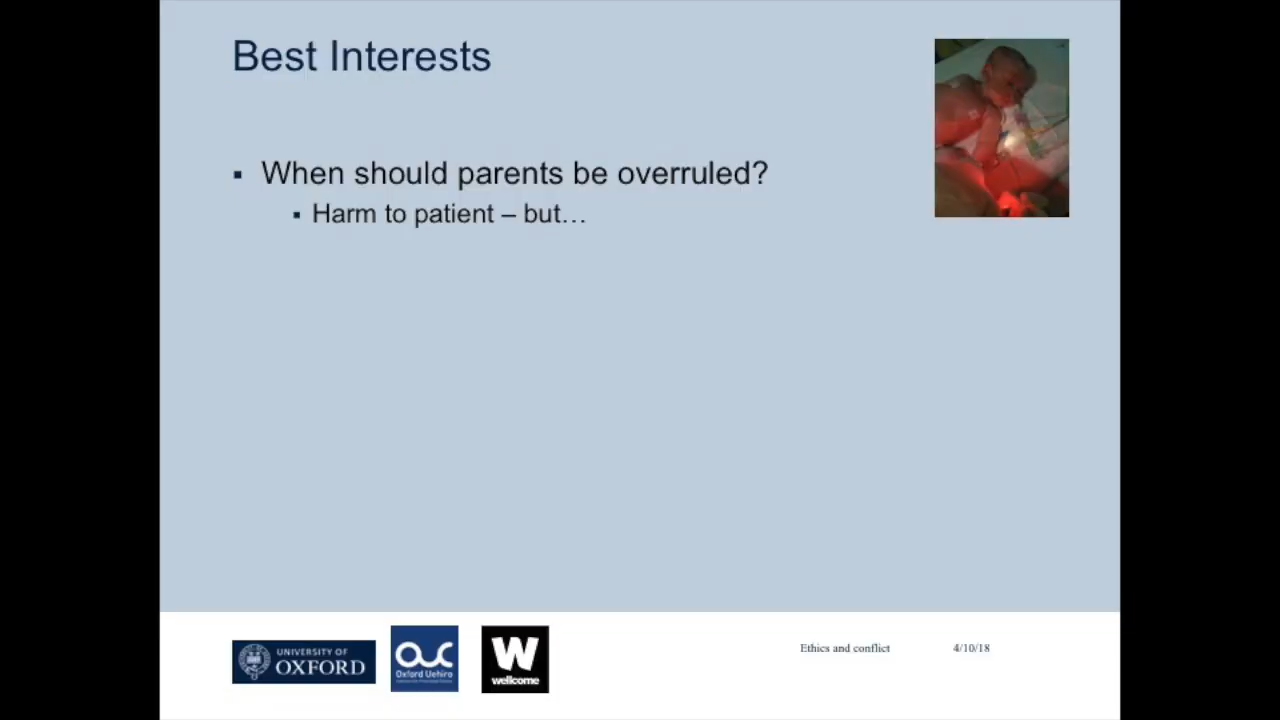 Best Interests
▪ When should parents be overruled?
▪ Harm to patient – but…
UNIVERSITY OF
OXFORD
Oxford Uehiro
W
wellcome
Ethics and conflict
4/10/18